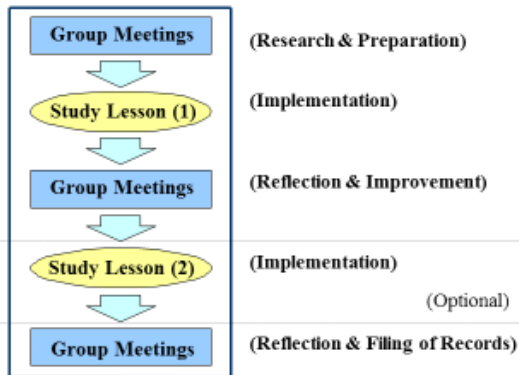 Group Meetings (Research & Preparation)
Study Lesson (1) (Implementation)
Group Meetings (Reflection & Improvement)
Study Lesson (2) (Implementation)
(Optional)
Group Meetings (Reflection & Filing of Records)